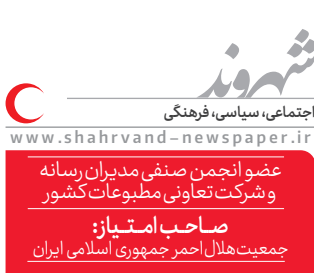 شهروند
اجتماعی، سیاسی، فرهنگی
www.shahrvand-newspaper.ir
عضو انجمن صنفی مدیران رسانه
و شرکت تعاونی مطبوعات کشور
صاحب امتیاز:
جمعیت هلال احمر جمهوری اسلامی ایران